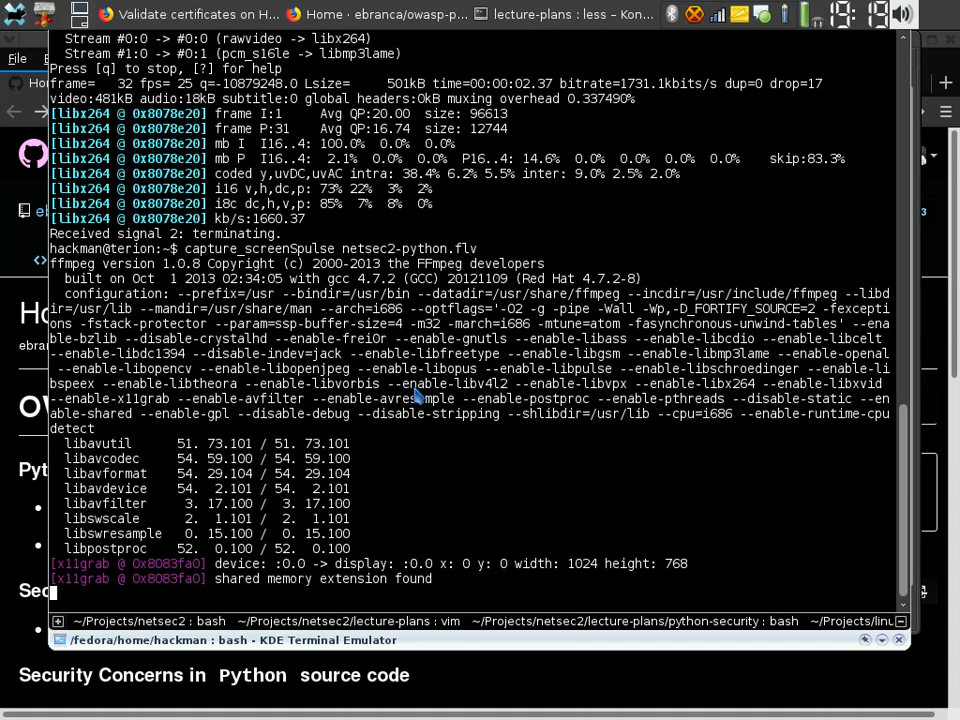 Validate certificates on H...
Home · ebranca/owasp-p...
lecture-plans : less – Kon...
19: 19
File
Ho
eb
3
<>
Ho
ebran
Pyt
Sec
Stream #0:0 -> #0:0 (rawvideo -> libx264)
Stream #1:0 -> #0:1 (pcm_s16le -> libmp3lame)
Press [q] to stop, [?] for help
frame=   32 fps= 25 q=-10879248.0 Lsize=     501kB time=00:00:02.37 bitrate=1731.1kbits/s dup=0 drop=17
video:481kB audio:18kB subtitle:0 global headers:0kB muxing overhead 0.337490%
[libx264 @ 0x8078e20] frame I:1     Avg QP:20.00  size: 96613
[libx264 @ 0x8078e20] frame P:31    Avg QP:16.74  size: 12744
[libx264 @ 0x8078e20] mb I  I16..4: 100.0%  0.0%  0.0%
[libx264 @ 0x8078e20] mb P  I16..4:  2.1%  0.0%  0.0%  P16..4: 14.6%  0.0%  0.0%  0.0%  0.0%    skip:83.3%
[libx264 @ 0x8078e20] coded y,uvDC,uvAC intra: 38.4% 6.2% 5.5% inter: 9.0% 2.5% 2.0%
[libx264 @ 0x8078e20] i16 v,h,dc,p: 73% 22%  3%  2%
[libx264 @ 0x8078e20] i8c dc,h,v,p: 85%  7%  8%  0%
[libx264 @ 0x8078e20] kb/s:1660.37
Received signal 2: terminating.
hackman@terion:~$ capture_screenSpulse netsec2-python.flv
ffmpeg version 1.0.8 Copyright (c) 2000-2013 the FFmpeg developers
built on Oct  1 2013 02:34:05 with gcc 4.7.2 (GCC) 20121109 (Red Hat 4.7.2-8)
configuration: --prefix=/usr --bindir=/usr/bin --datadir=/usr/share/ffmpeg --incdir=/usr/include/ffmpeg --libd
ir=/usr/lib --mandir=/usr/share/man --arch=i686 --optflags='-O2 -g -pipe -Wall -Wp,-D_FORTIFY_SOURCE=2 -fexcepti
ons -fstack-protector --param=ssp-buffer-size=4 -m32 -march=i686 -mtune=atom -fasynchronous-unwind-tables' --ena
ble-bzlib --disable-crystalhd --enable-frei0r --enable-gnutls --enable-libass --enable-libcdio --enable-libcelt
--enable-libdc1394 --disable-indev=jack --enable-libfreetype --enable-libgsm --enable-libmp3lame --enable-openal
--enable-libopencv --enable-libopenjpeg --enable-libopus --enable-libpulse --enable-libschroedinger --enable-li
bspeex --enable-libtheora --enable-libvorbis --enable-libv4l2 --enable-libvpx --enable-libx264 --enable-libxvid
--enable-x11grab --enable-avfilter --enable-avresample --enable-postproc --enable-pthreads --disable-static --en
able-shared --enable-gpl --disable-debug --disable-stripping --shlibdir=/usr/lib --cpu=i686 --enable-runtime-cpu
detect
libavutil      51. 73.101 / 51. 73.101
libavcodec     54. 59.100 / 54. 59.100
libavformat    54. 29.104 / 54. 29.104
libavdevice    54.  2.101 / 54.  2.101
libavfilter     3. 17.100 /  3. 17.100
libswscale      2.  1.101 /  2.  1.101
libswresample   0. 15.100 /  0. 15.100
libpostproc    52.  0.100 / 52.  0.100
[x11grab @ 0x8083fa0] device: :0.0 -> display: :0.0 x: 0 y: 0 width: 1024 height: 768
[x11grab @ 0x8083fa0] shared memory extension found
~/Projects/netsec2 : bash   ~/Projects/netsec2/lecture-plans : vim   ~/Projects/netsec2/lecture-plans/python-security : bash   ~/Projects/linu
/fedora/home/hackman : bash - KDE Terminal Emulator
Security Concerns in Python source code